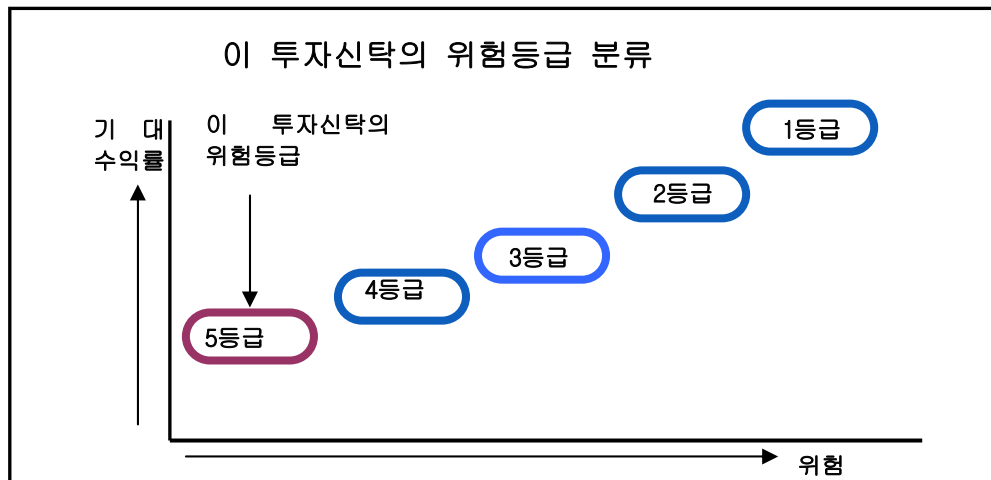 이 투자신탁의 위험등급 분류
기 대
수익률
이 투자신탁의
위험등급
1등급
2등급
3등급
4등급
5등급
위험